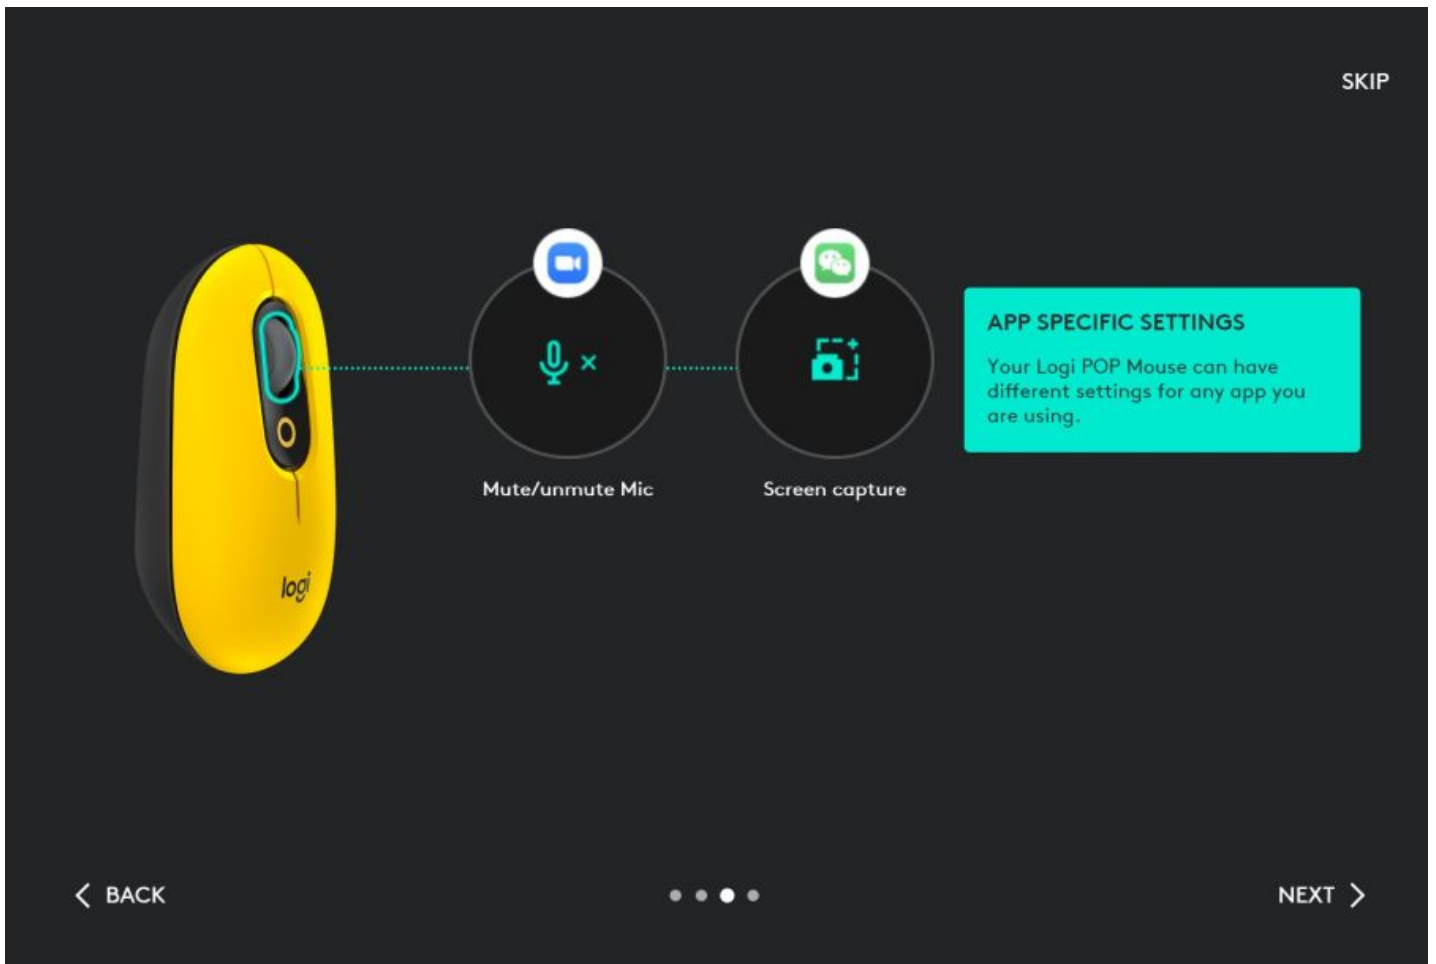 SKIP
APP SPECIFIC SETTINGS
Your Logi POP Mouse can have
different settings for any app you
are using.
Mute/unmute Mic
Screen capture
logi
BACK
NEXT